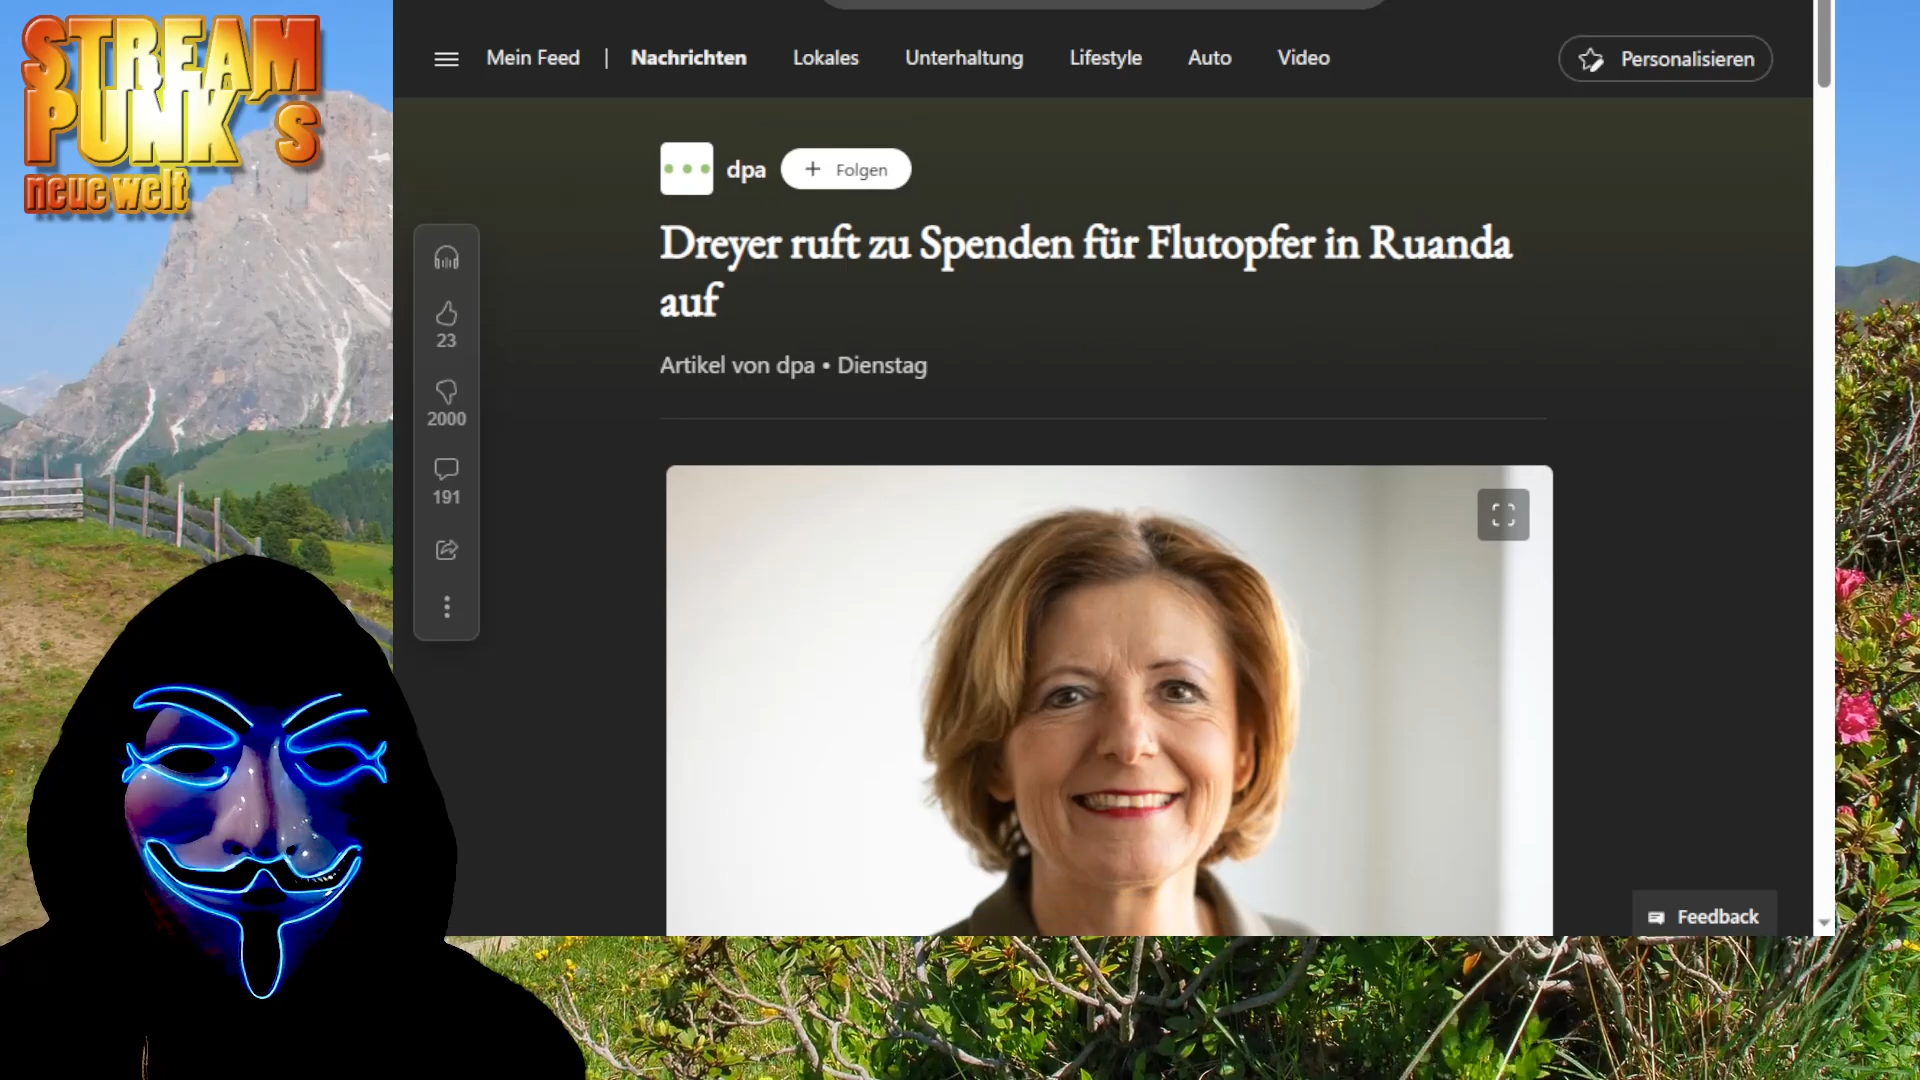 STREAM
PUNK´S
neue welt
Mein Feed | Nachrichten Lokales Unterhaltung Lifestyle Auto Video Personalisieren
dpa + Folgen
Dreyer ruft zu Spenden für Flutopfer in Ruanda
auf
Artikel von dpa • Dienstag
23
2000
191
Feedback